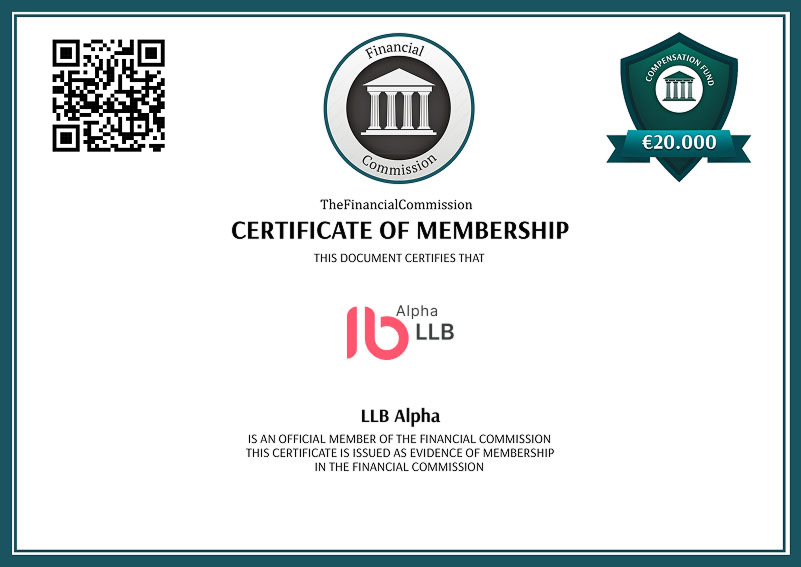 Financial
Commission
COMPENSATION FUND
€20.000
TheFinancialCommission
CERTIFICATE OF MEMBERSHIP
THIS DOCUMENT CERTIFIES THAT
lb
Alpha
LLB
LLB Alpha
IS AN OFFICIAL MEMBER OF THE FINANCIAL COMMISSION
THIS CERTIFICATE IS ISSUED AS EVIDENCE OF MEMBERSHIP
IN THE FINANCIAL COMMISSION